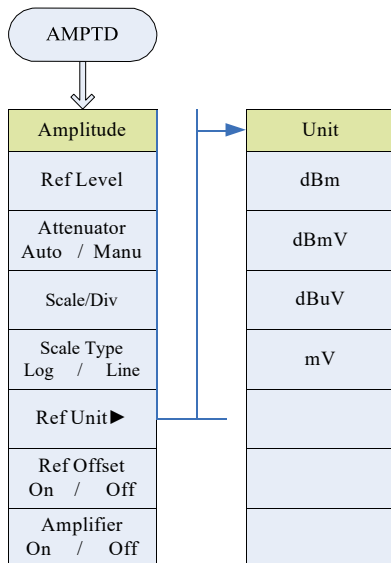 AMPTD
Amplitude
Ref Level
Attenuator
Auto / Manu
Scale/Div
Scale Type
Log / Line
Ref Unit►
Ref Offset
On / Off
Amplifier
On / Off
Unit
dBm
dBmV
dBuV
mV